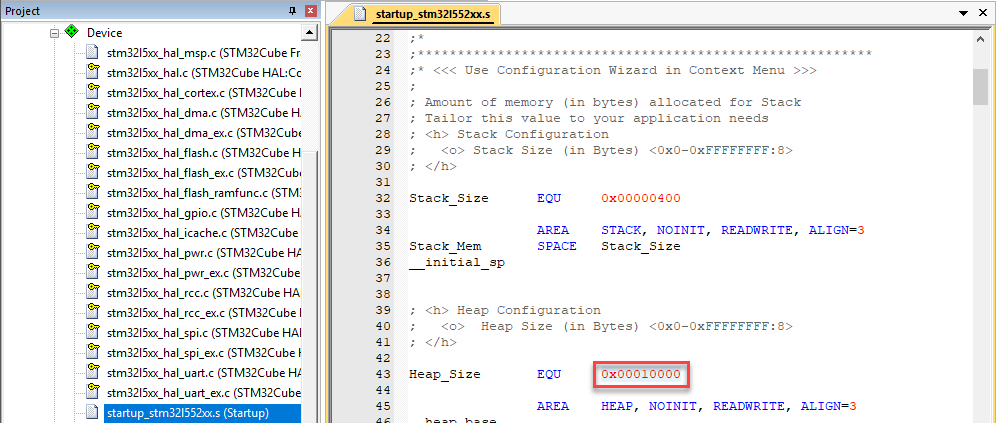 Project
Device
stm32l5xx_hal_msp.c (STM32Cube Fra
stm32l5xx_hal.c (STM32Cube HAL:Co
stm32l5xx_hal_cortex.c (STM32Cube
stm32l5xx_hal_dma.c (STM32Cube HA
stm32l5xx_hal_dma_ex.c (STM32Cube
stm32l5xx_hal_flash.c (STM32Cube H
stm32l5xx_hal_flash_ex.c (STM32Cub
stm32l5xx_hal_flash_ramfunc.c (STM3
stm32l5xx_hal_gpio.c (STM32Cube HA
stm32l5xx_hal_icache.c (STM32Cube H
stm32l5xx_hal_pwr.c (STM32Cube HAL
stm32l5xx_hal_pwr_ex.c (STM32Cube
stm32l5xx_hal_rcc.c (STM32Cube HAL
stm32l5xx_hal_rcc_ex.c (STM32Cube
stm32l5xx_hal_spi.c (STM32Cube HAL
stm32l5xx_hal_spi_ex.c (STM32Cube
stm32l5xx_hal_uart.c (STM32Cube HA
stm32l5xx_hal_uart_ex.c (STM32Cube
startup_stm32l552xx.s (Startup)
startup_stm32l552xx.s
22 ;*
23 ;*********************************************************
24 ;* <<< Use Configuration Wizard in Context Menu >>>
25 ;
26 ; Amount of memory (in bytes) allocated for Stack
27 ; Tailor this value to your application needs
28 ; <h> Stack Configuration
29 ;   <o> Stack Size (in Bytes) <0x0-0xFFFFFFFF:8>
30 ; </h>
31
32 Stack_Size      EQU     0x00000400
33
34                 AREA    STACK, NOINIT, READWRITE, ALIGN=3
35 Stack_Mem       SPACE   Stack_Size
36 __initial_sp
37
38
39 ; <h> Heap Configuration
40 ;   <o>  Heap Size (in Bytes) <0x0-0xFFFFFFFF:8>
41 ; </h>
42
43 Heap_Size       EQU     0x00010000
44
45                 AREA    HEAP, NOINIT, READWRITE, ALIGN=3
46 __heap_base